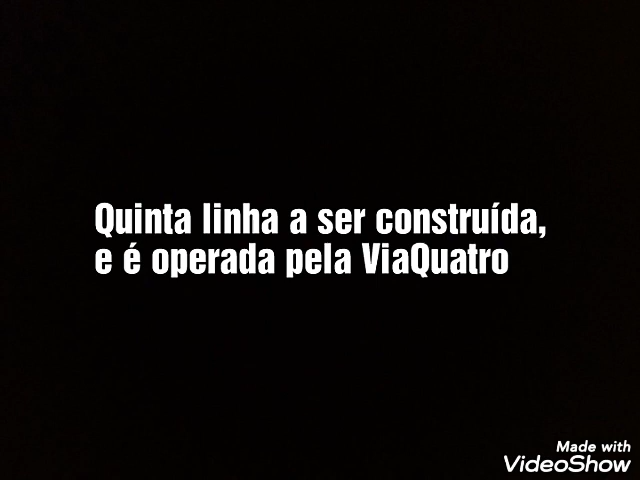 Quinta linha a ser construída,
e é operada pela ViaQuatro
Made with
VideoShow